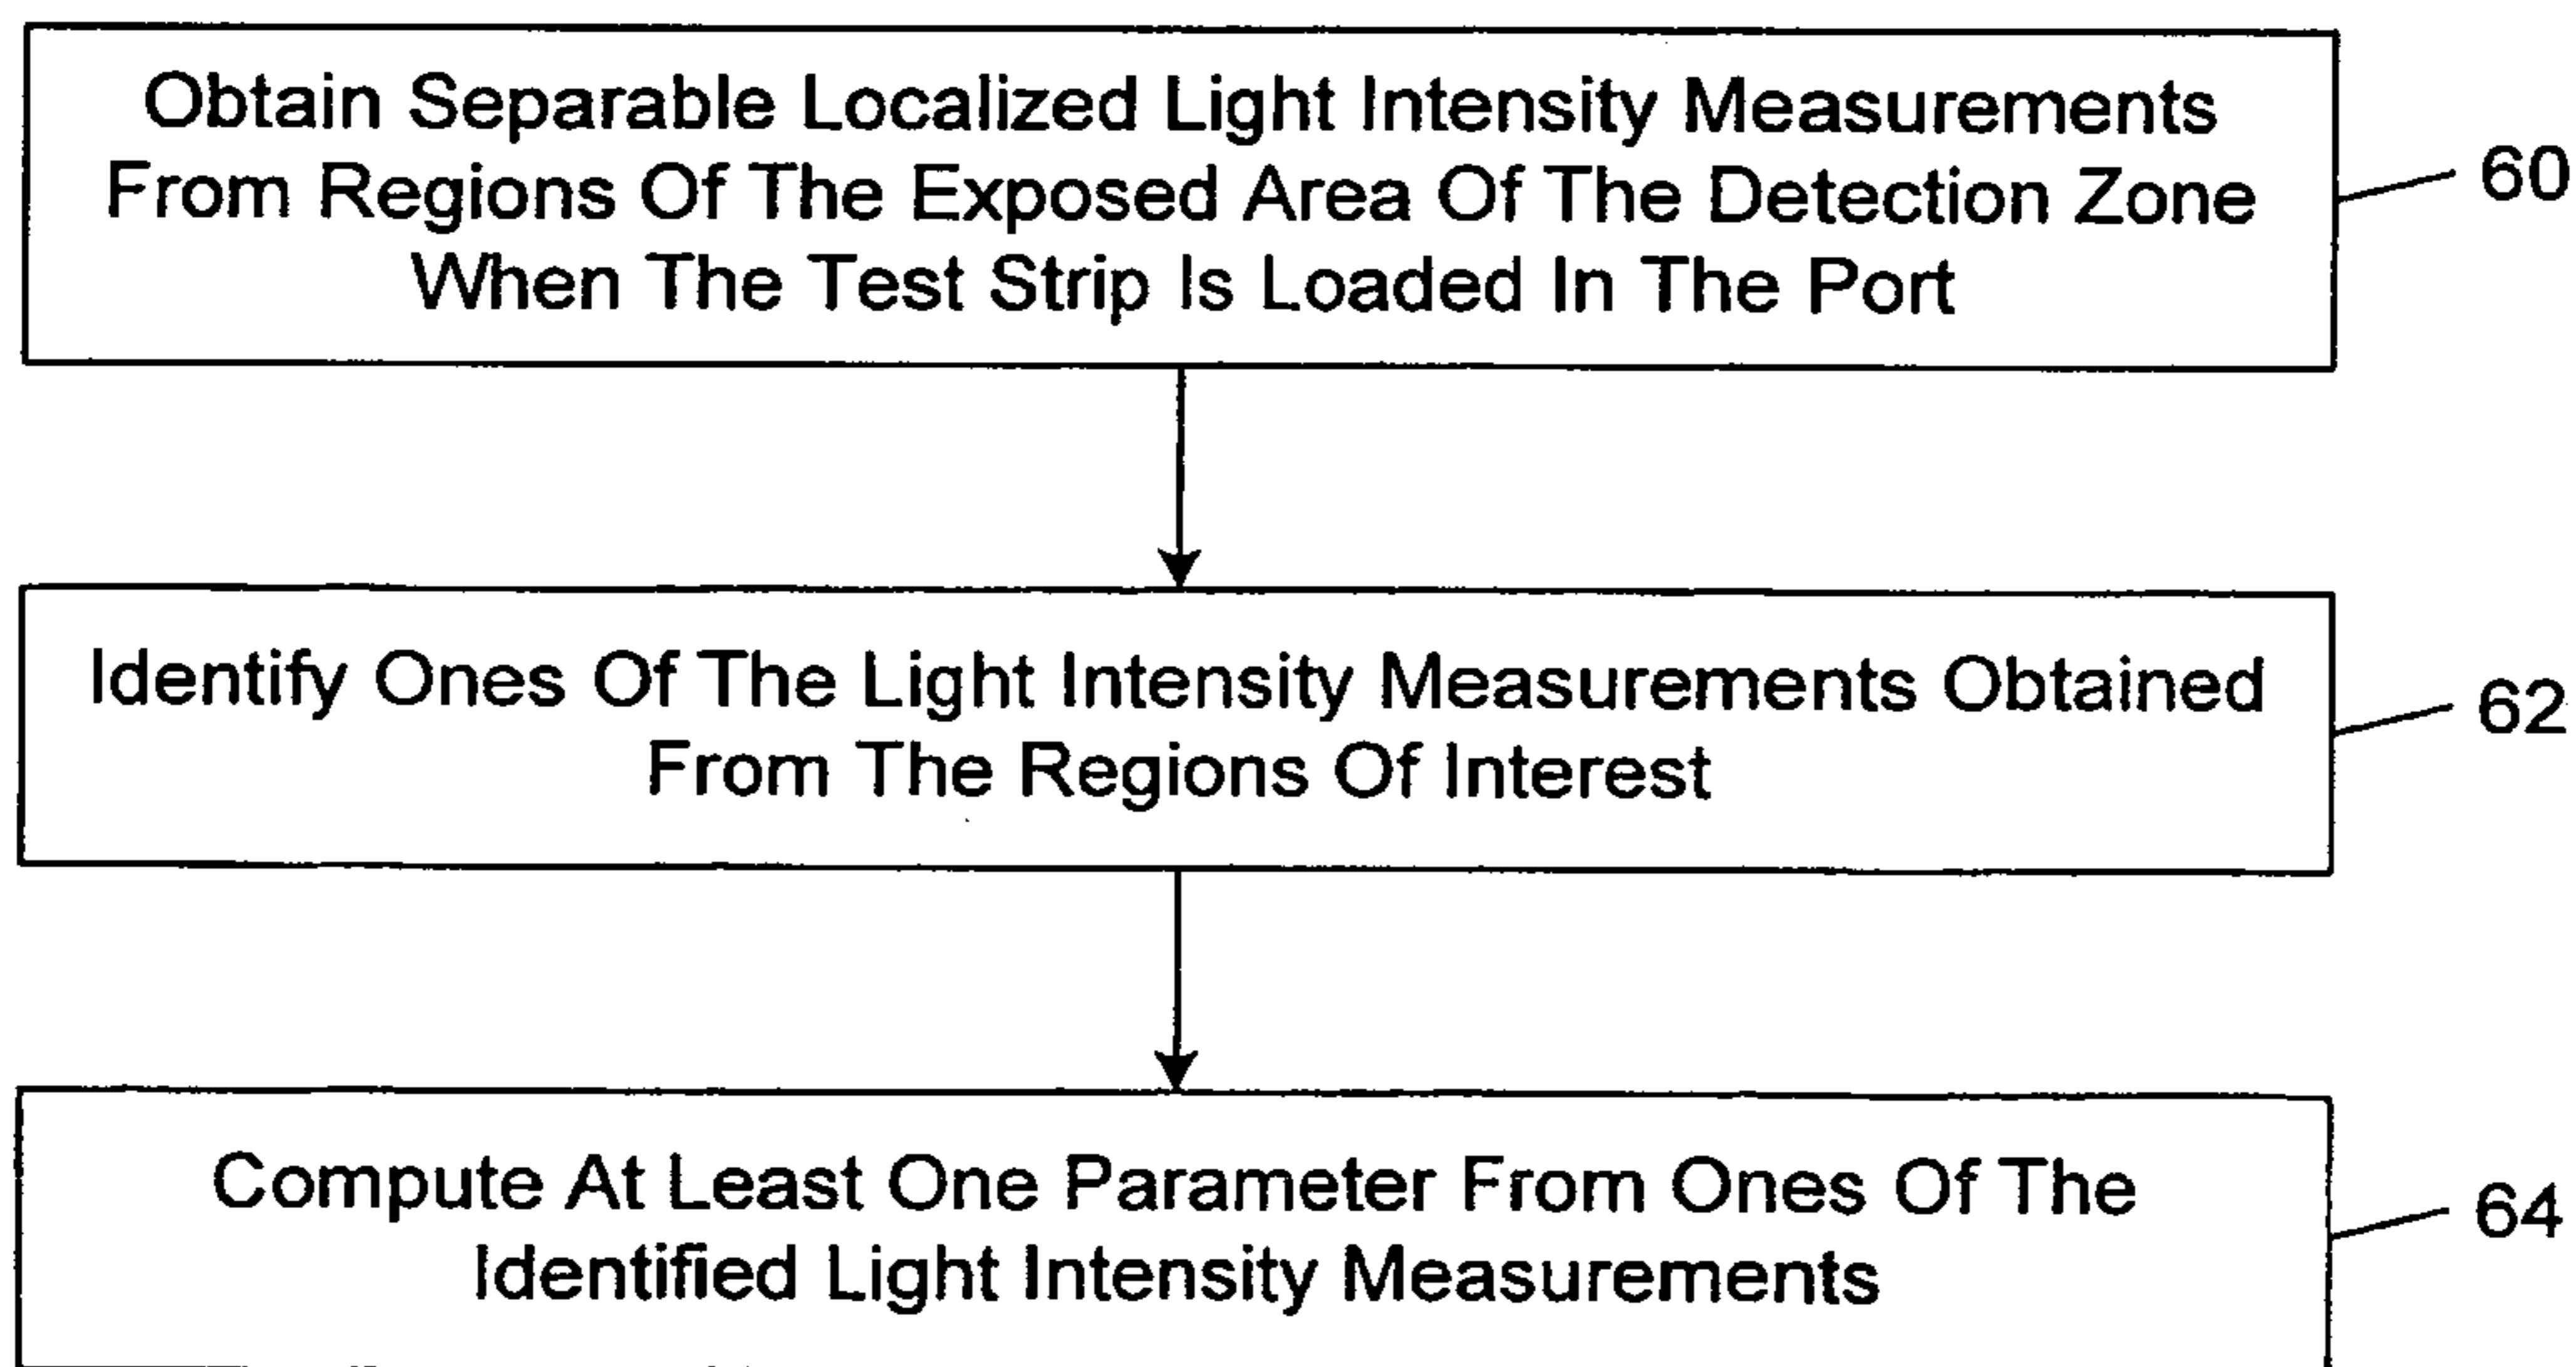 Obtain Separable Localized Light Intensity Measurements
From Regions Of The Exposed Area Of The Detection Zone
When The Test Strip Is Loaded In The Port
60
Identify Ones Of The Light Intensity Measurements Obtained
From The Regions Of Interest
62
Compute At Least One Parameter From Ones Of The
Identified Light Intensity Measurements
64